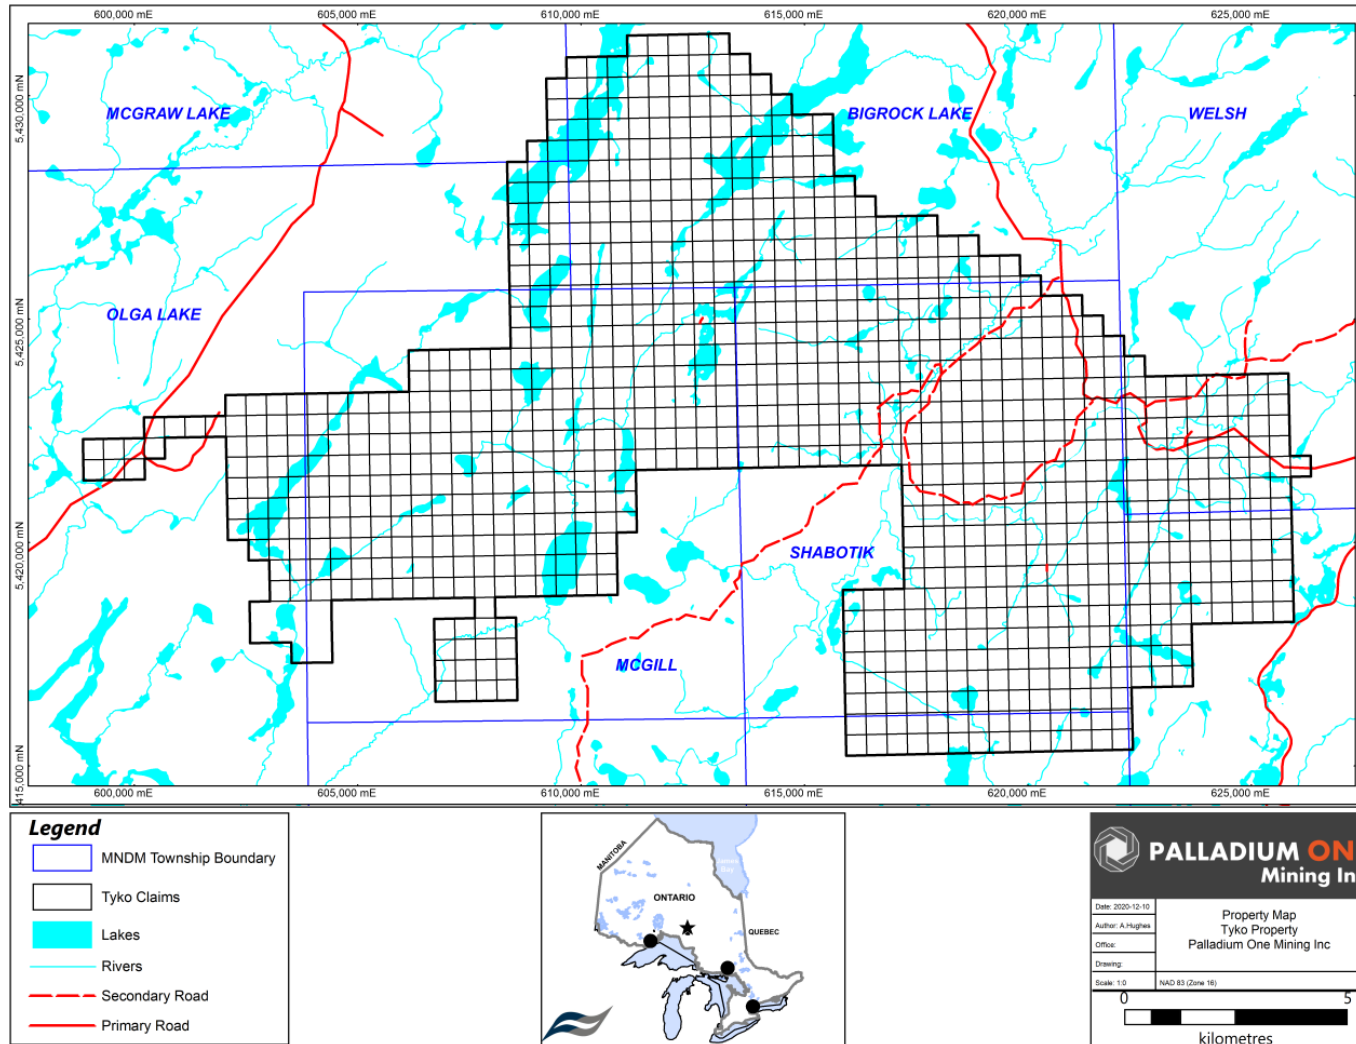 600,000 mE 605,000 mE 610,000 mE 615,000 mE 620,000 mE 625,000 mE
5,430,000 mN
5,425,000 mN
5,420,000 mN
415,000 mN
MCGRAW LAKE
BIGROCK LAKE
WELSH
OLGA LAKE
SHABOTIK
MCGILL
600,000 mE 605,000 mE 610,000 mE 615,000 mE 620,000 mE 625,000 mE
Legend
MNDM Township Boundary
Tyko Claims
Lakes
Rivers
Secondary Road
Primary Road
MANITOBA
Bay
ONTARIO
QUEBEC
PALLADIUM ON
Mining In
Date: 2020-12-10
Author: A.Hughes
Office:
Drawing:
Scale: 1:0
Property Map
Tyko Property
Palladium One Mining Inc
NAD 83 (Zone 16)
0 5
kilometres